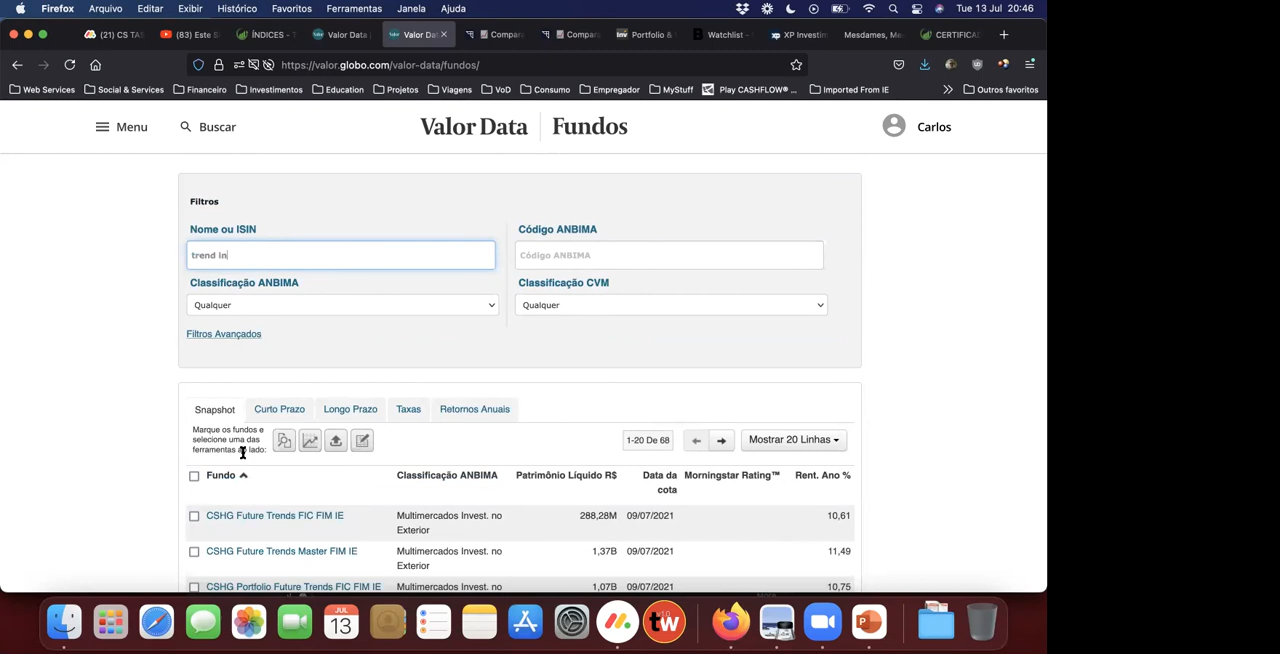 Firefox Arquivo Editar Exibir Histórico Favoritos Ferramentas Janela Ajuda Tue 13 Jul 20:46
(21) CS TAS (83) Este S ÍNDICES - T Valor Data Valor Dat Compara Compara inv Portfolio & Watchlist - xp XP Investim Mesdames, Me CERTIFICA
https://valor.globo.com/valor-data/fundos/
Web Services Social & Services Financeiro Investimentos Education Projetos Viagens VoD Consumo Empregador MyStuff Play CASHFLOW® ... Imported From IE Outros favoritos
Menu Buscar Valor Data Fundos Carlos
Filtros
Nome ou ISIN Código ANBIMA
trend in Código ANBIMA
Classificação ANBIMA Classificação CVM
Qualquer Qualquer
Filtros Avançados
Snapshot Curto Prazo Longo Prazo Taxas Retornos Anuais
Marque os fundos e
selecione uma das
ferramentas ao lado:
1-20 De 68 Mostrar 20 Linhas
Fundo Classificação ANBIMA Patrimônio Líquido R$ Data da cota Morningstar Rating™ Rent. Ano %
CSHG Future Trends FIC FIM IE Multimercados Invest. no Exterior 288,28M 09/07/2021 10,61
CSHG Future Trends Master FIM IE Multimercados Invest. no Exterior 1,37B 09/07/2021 11,49
CSHG Portfolio Future Trends FIC FIM IE Multimercados Invest. no 1,07B 09/07/2021 10,75
JUL
13
tw
P